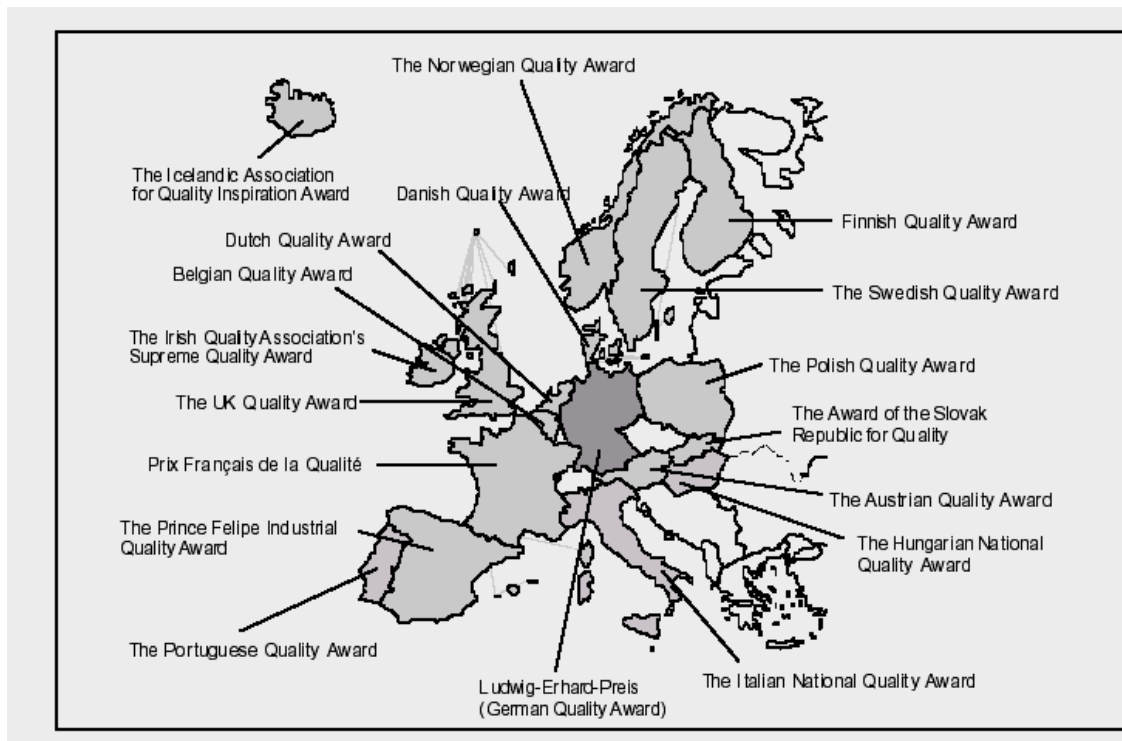 The Norwegian Quality Award
The Icelandic Association
for Quality Inspiration Award
Danish Quality Award
Finnish Quality Award
Dutch Quality Award
Belgian Quality Award
The Swedish Quality Award
The Irish Quality Association's
Supreme Quality Award
The Polish Quality Award
The UK Quality Award
The Award of the Slovak
Republic for Quality
Prix Français de la Qualité
The Austrian Quality Award
The Prince Felipe Industrial
Quality Award
The Hungarian National
Quality Award
The Portuguese Quality Award
Ludwig-Erhard-Preis
(German Quality Award)
The Italian National Quality Award